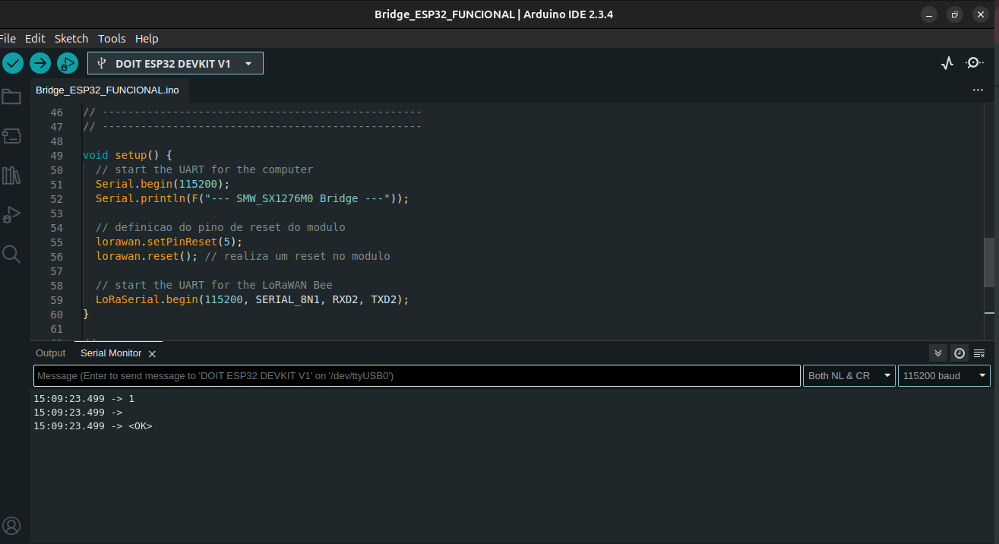 Bridge_ESP32_FUNCIONAL | Arduino IDE 2.3.4
File Edit Sketch Tools Help
DOIT ESP32 DEVKIT V1
Bridge_ESP32_FUNCIONAL.ino
46 // --------------------------------------------------
47 // --------------------------------------------------
48
49 void setup() {
50 // start the UART for the computer
51 Serial.begin(115200);
52 Serial.println(F("--- SMW_SX1276M0 Bridge ---"));
53
54 // definicao do pino de reset do modulo
55 lorawan.setPinReset(5);
56 lorawan.reset(); // realiza um reset no modulo
57
58 // start the UART for the LoRaWAN Bee
59 LoRaSerial.begin(115200, SERIAL_8N1, RXD2, TXD2);
60 }
61
Output Serial Monitor
Message (Enter to send message to 'DOIT ESP32 DEVKIT V1' on '/dev/ttyUSB0') Both NL & CR 115200 baud
15:09:23.499 -> 1
15:09:23.499 ->
15:09:23.499 -> <OK>